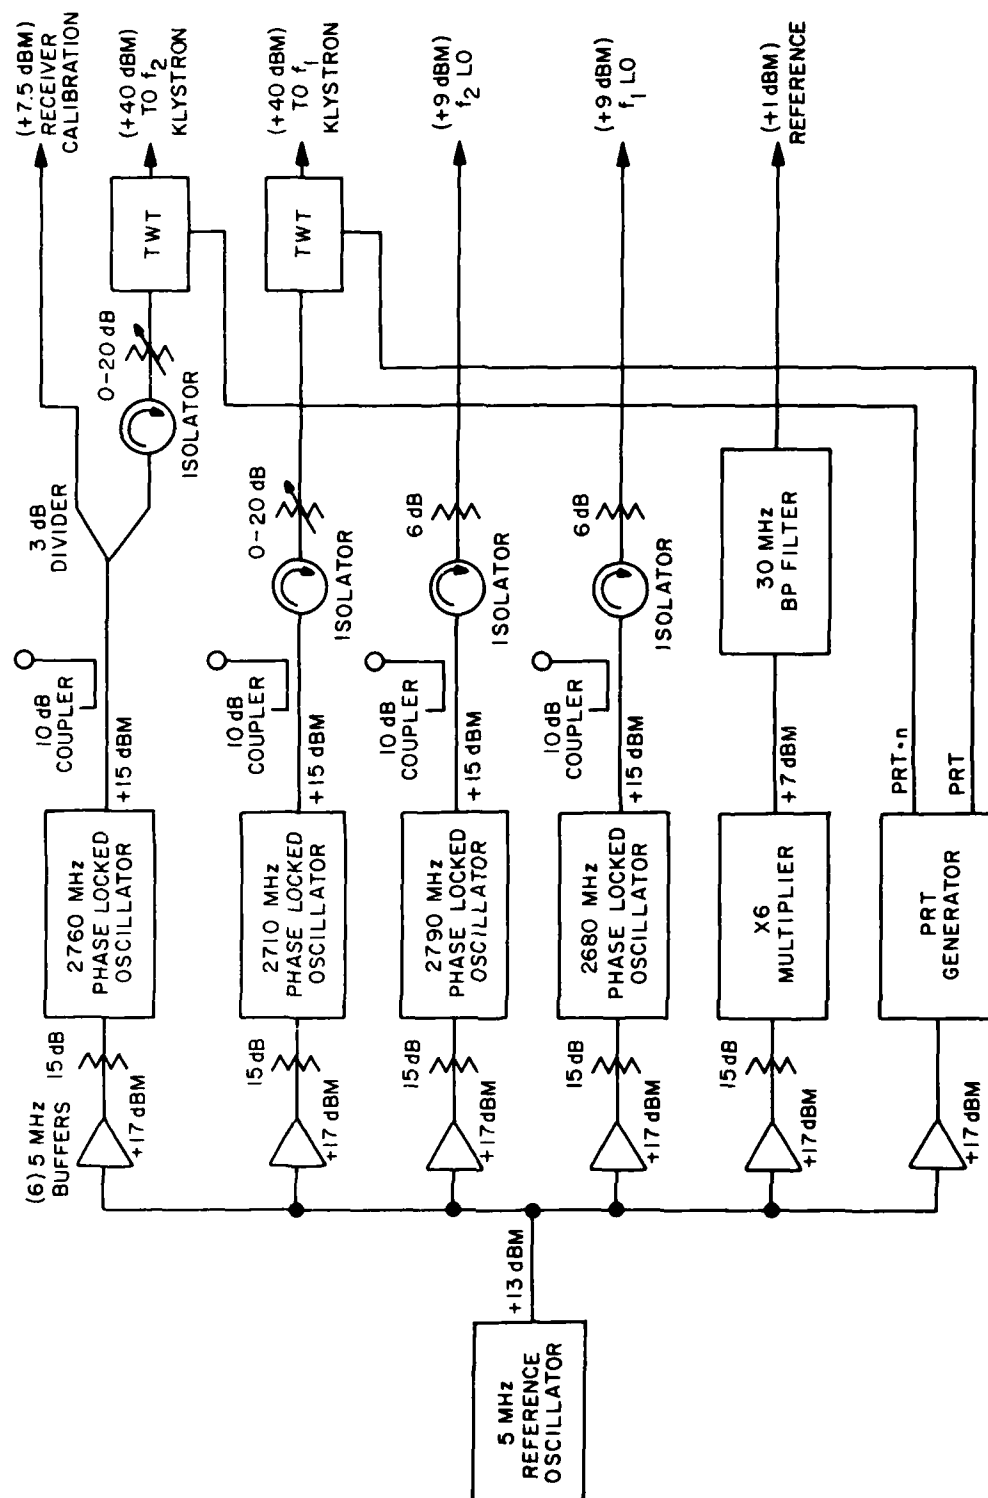 5 MHz
REFERENCE
OSCILLATOR
+13 dBM
(6) 5 MHz
BUFFERS
+17 dBM
15 dB
2760 MHz
PHASE LOCKED
OSCILLATOR
+15 dBM
10 dB
COUPLER
3 dB
DIVIDER
ISOLATOR
0-20 dB
TWT
(+7.5 dBM)
RECEIVER
CALIBRATION
(+40 dBM)
TO f2
KLYSTRON
+17 dBM
15 dB
2710 MHz
PHASE LOCKED
OSCILLATOR
+15 dBM
10 dB
COUPLER
ISOLATOR
0-20 dB
TWT
(+40 dBM)
TO f1
KLYSTRON
+17 dBM
15 dB
2790 MHz
PHASE LOCKED
OSCILLATOR
+15 dBM
10 dB
COUPLER
ISOLATOR
6 dB
(+9 dBM)
f2 LO
+17 dBM
15 dB
2680 MHz
PHASE LOCKED
OSCILLATOR
+15 dBM
10 dB
COUPLER
ISOLATOR
6 dB
(+9 dBM)
f1 LO
+17 dBM
15 dB
X6
MULTIPLIER
+7 dBM
30 MHz
BP FILTER
(+1 dBM)
REFERENCE
+17 dBM
PRT
GENERATOR
PRT•n
PRT